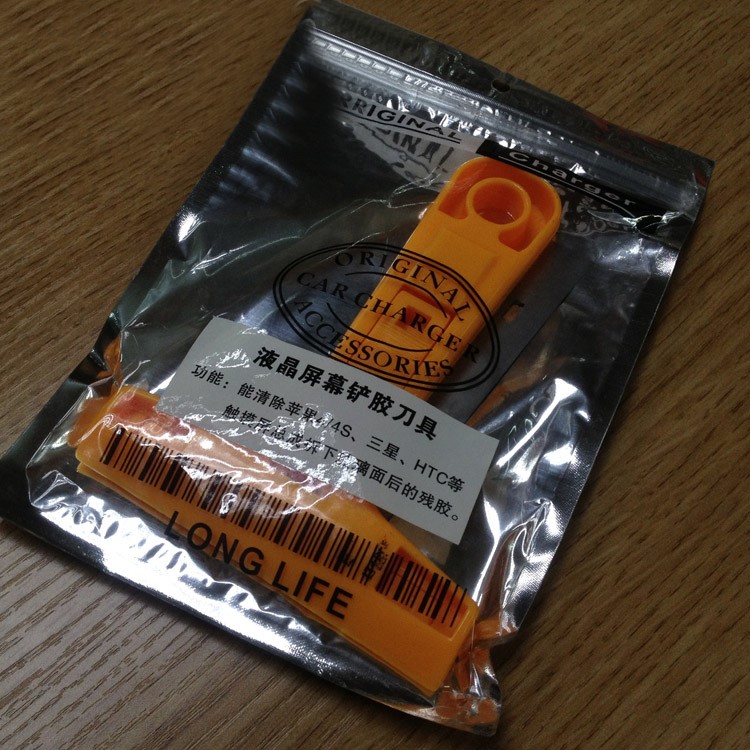 ORIGINAL
Charger
ORIGINAL
CAR CHARGER
ACCESSORIES
液晶屏幕铲胶刀具
功能：能清除苹果4/4S、三星、HTC等
触摸屏总成拆下玻璃面后的残胶。
LONG LIFE